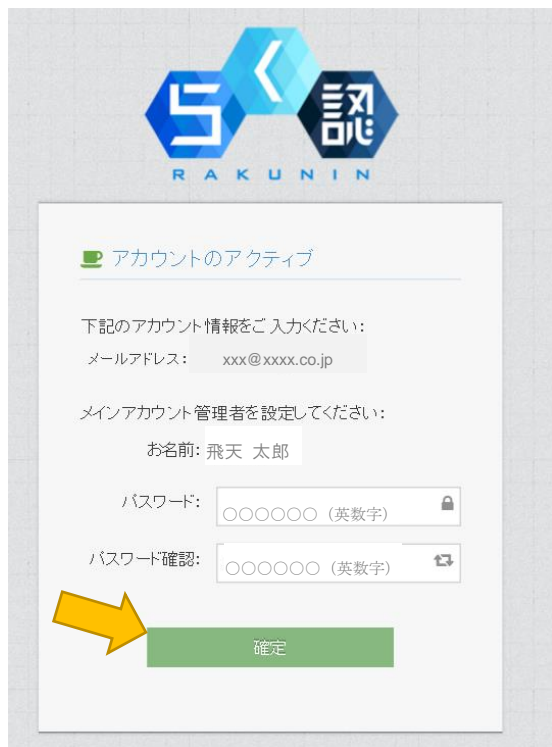 らく認
RAKUNIN
アカウントのアクティブ
下記のアカウント情報をご入力ください:
メールアドレス: xxx@xxxx.co.jp
メインアカウント管理者を設定してください:
お名前: 飛天 太郎
パスワード: 〇〇〇〇〇〇（英数字）
パスワード確認: 〇〇〇〇〇〇（英数字）
確定